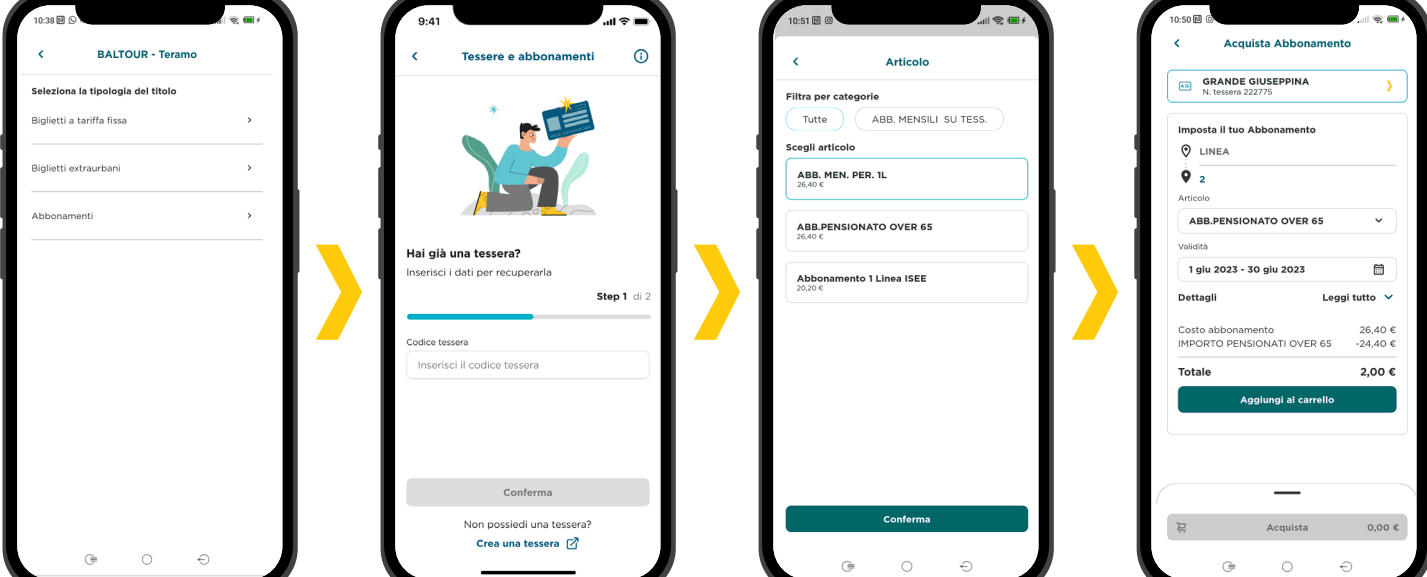 10:38
BALTOUR - Teramo
Seleziona la tipologia del titolo
Biglietti a tariffa fissa
Biglietti extraurbani
Abbonamenti
9:41
Tessere e abbonamenti
Hai già una tessera?
Inserisci i dati per recuperarla
Step 1 di 2
Codice tessera
Inserisci il codice tessera
Conferma
Non possiedi una tessera?
Crea una tessera
10:51
Articolo
Filtra per categorie
Tutte
ABB. MENSILI SU TESS.
Scegli articolo
ABB. MEN. PER. 1L
26,40 €
ABB.PENSIONATO OVER 65
26,40 €
Abbonamento 1 Linea ISEE
20,20 €
Conferma
10:50
Acquista Abbonamento
GRANDE GIUSEPPINA
N. tessera 222775
Imposta il tuo Abbonamento
LINEA
2
Articolo
ABB.PENSIONATO OVER 65
Validità
1 giu 2023 - 30 giu 2023
Dettagli Leggi tutto
Costo abbonamento 26,40 €
IMPORTO PENSIONATI OVER 65 -24,40 €
Totale 2,00 €
Aggiungi al carrello
Acquista 0,00 €